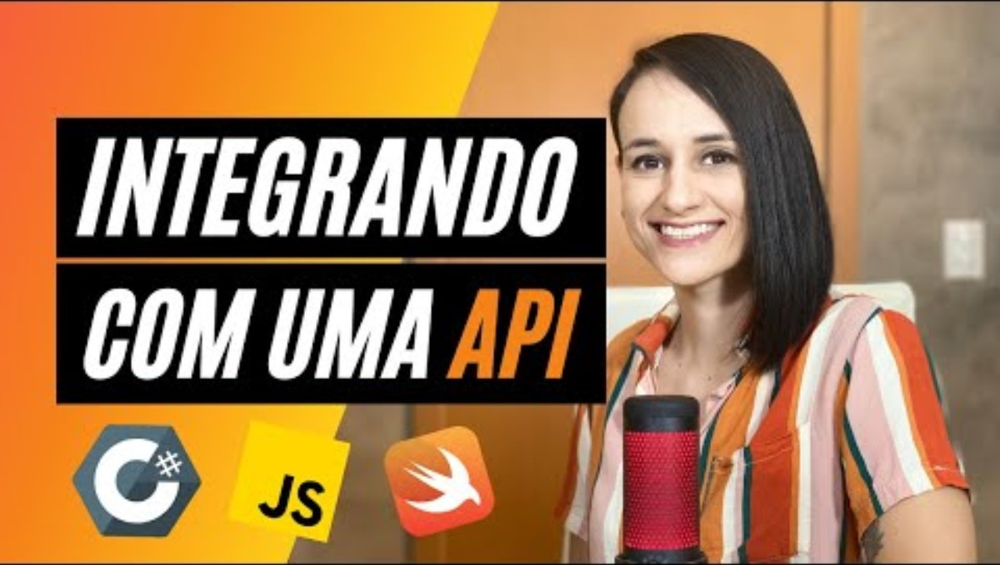 INTEGRANDO
COM UMA API
C#
JS